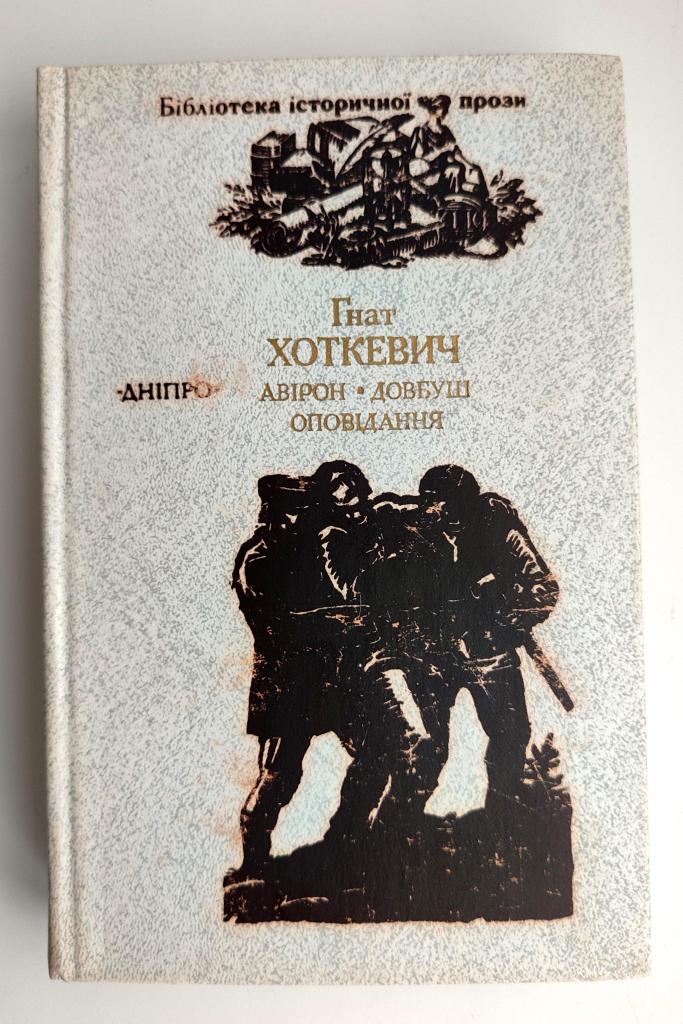 Бібліотека історичної прози
Гнат
ХОТКЕВИЧ
·ДНІПРО·
АВІРОН • ДОВБУШ
ОПОВІДАННЯ